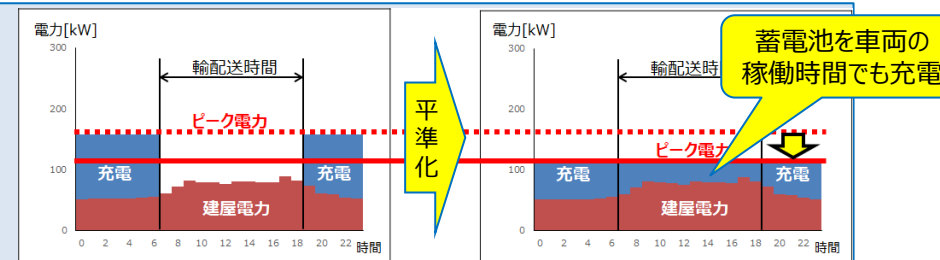 電力[kW]
300
200
100
0
輸配送時間
ピーク電力
充電
充電
建屋電力
0 2 4 6 8 10 12 14 16 18 20 22 時間
平
準
化
電力[kW]
300
200
100
0
輸配送時
ピーク電力
充電
充電
建屋電力
0 2 4 6 8 10 12 14 16 18 20 22 時間
蓄電池を車両の
稼働時間でも充電